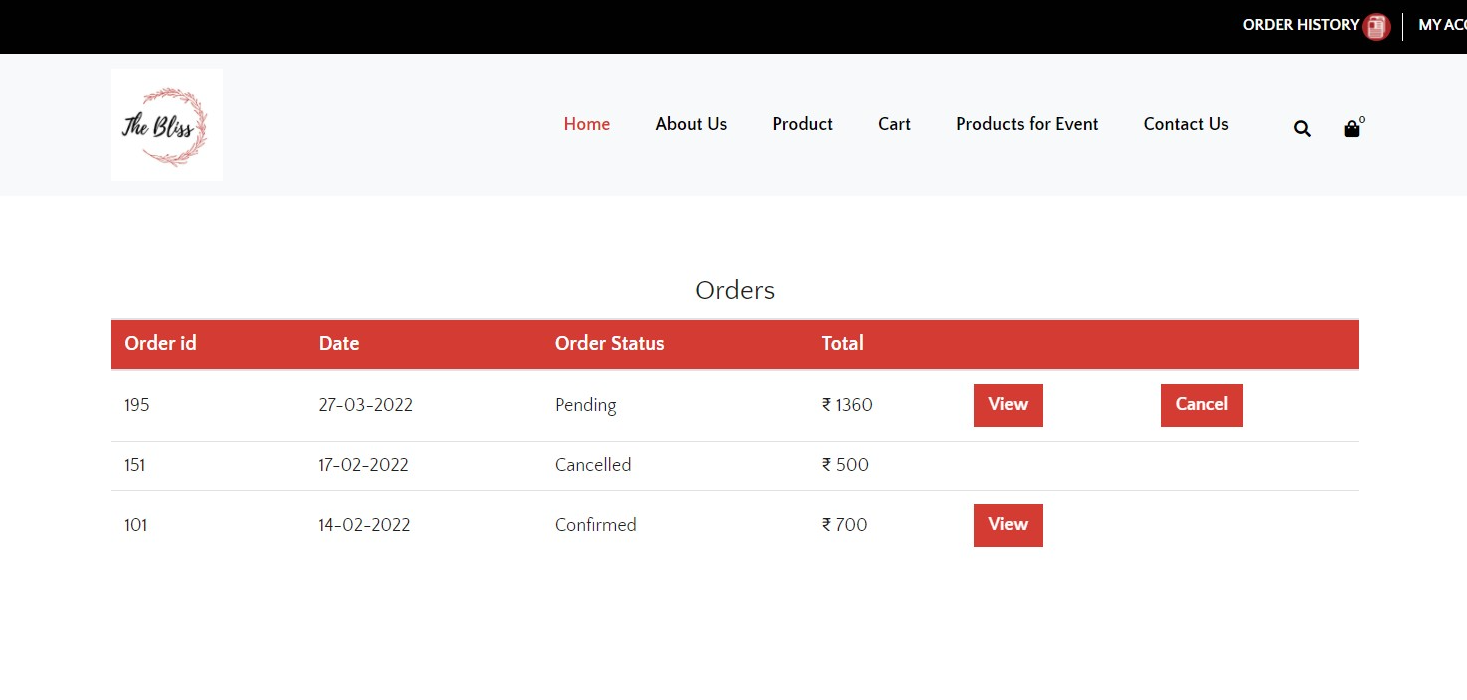 ORDER HISTORY MY
The Bliss
Home About Us Product Cart Products for Event Contact Us 0
Orders
Order id Date Order Status Total
195 27-03-2022 Pending ₹ 1360 View Cancel
151 17-02-2022 Cancelled ₹ 500
101 14-02-2022 Confirmed ₹ 700 View